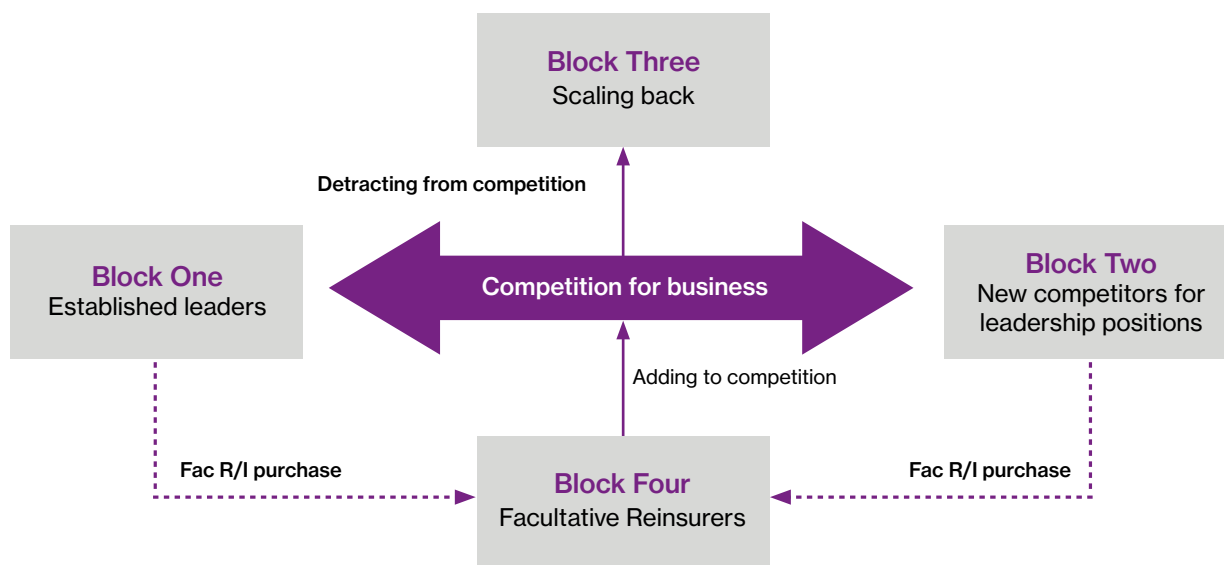 Block Three
Scaling back
Detracting from competition
Block One
Established leaders
Competition for business
Block Two
New competitors for
leadership positions
Adding to competition
Fac R/I purchase
Block Four
Facultative Reinsurers
Fac R/I purchase